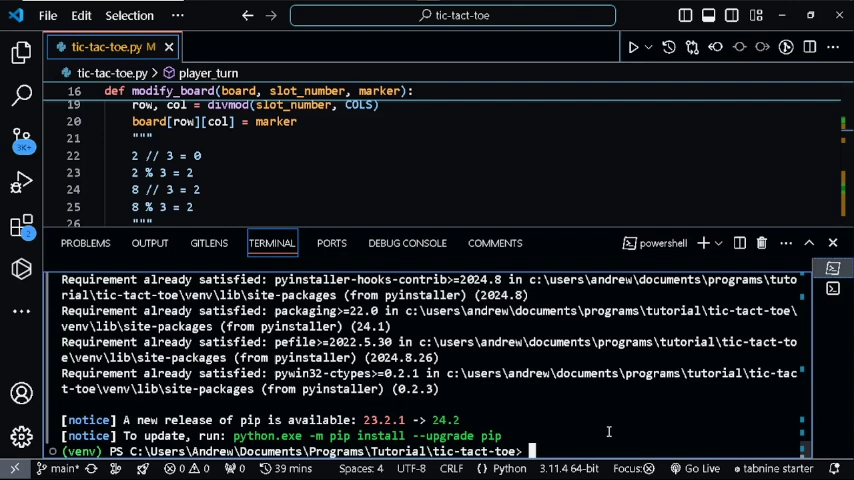 File Edit Selection ··· tic-tact-toe
tic-tac-toe.py M
tic-tac-toe.py > player_turn
16 def modify_board(board, slot_number, marker):
19 row, col = divmod(slot_number, COLS)
20 board[row][col] = marker
21 """
22 2 // 3 = 0
23 2 % 3 = 2
24 8 // 3 = 2
25 8 % 3 = 2
26 """
3K+
2
PROBLEMS OUTPUT GITLENS TERMINAL PORTS DEBUG CONSOLE COMMENTS powershell
Requirement already satisfied: pyinstaller-hooks-contrib>=2024.8 in c:\users\andrew\documents\programs\tuto
rial\tic-tact-toe\venv\lib\site-packages (from pyinstaller) (2024.8)
Requirement already satisfied: packaging>=22.0 in c:\users\andrew\documents\programs\tutorial\tic-tact-toe\
venv\lib\site-packages (from pyinstaller) (24.1)
Requirement already satisfied: pefile>=2022.5.30 in c:\users\andrew\documents\programs\tutorial\tic-tact-to
e\venv\lib\site-packages (from pyinstaller) (2024.8.26)
Requirement already satisfied: pywin32-ctypes>=0.2.1 in c:\users\andrew\documents\programs\tutorial\tic-tac
t-toe\venv\lib\site-packages (from pyinstaller) (0.2.3)
[notice] A new release of pip is available: 23.2.1 -> 24.2
[notice] To update, run: python.exe -m pip install --upgrade pip
(venv) PS C:\Users\Andrew\Documents\Programs\Tutorial\tic-tact-toe>
main* 0 0 0 39 mins Spaces: 4 UTF-8 CRLF Python 3.11.4 64-bit Focus: Go Live tabnine starter